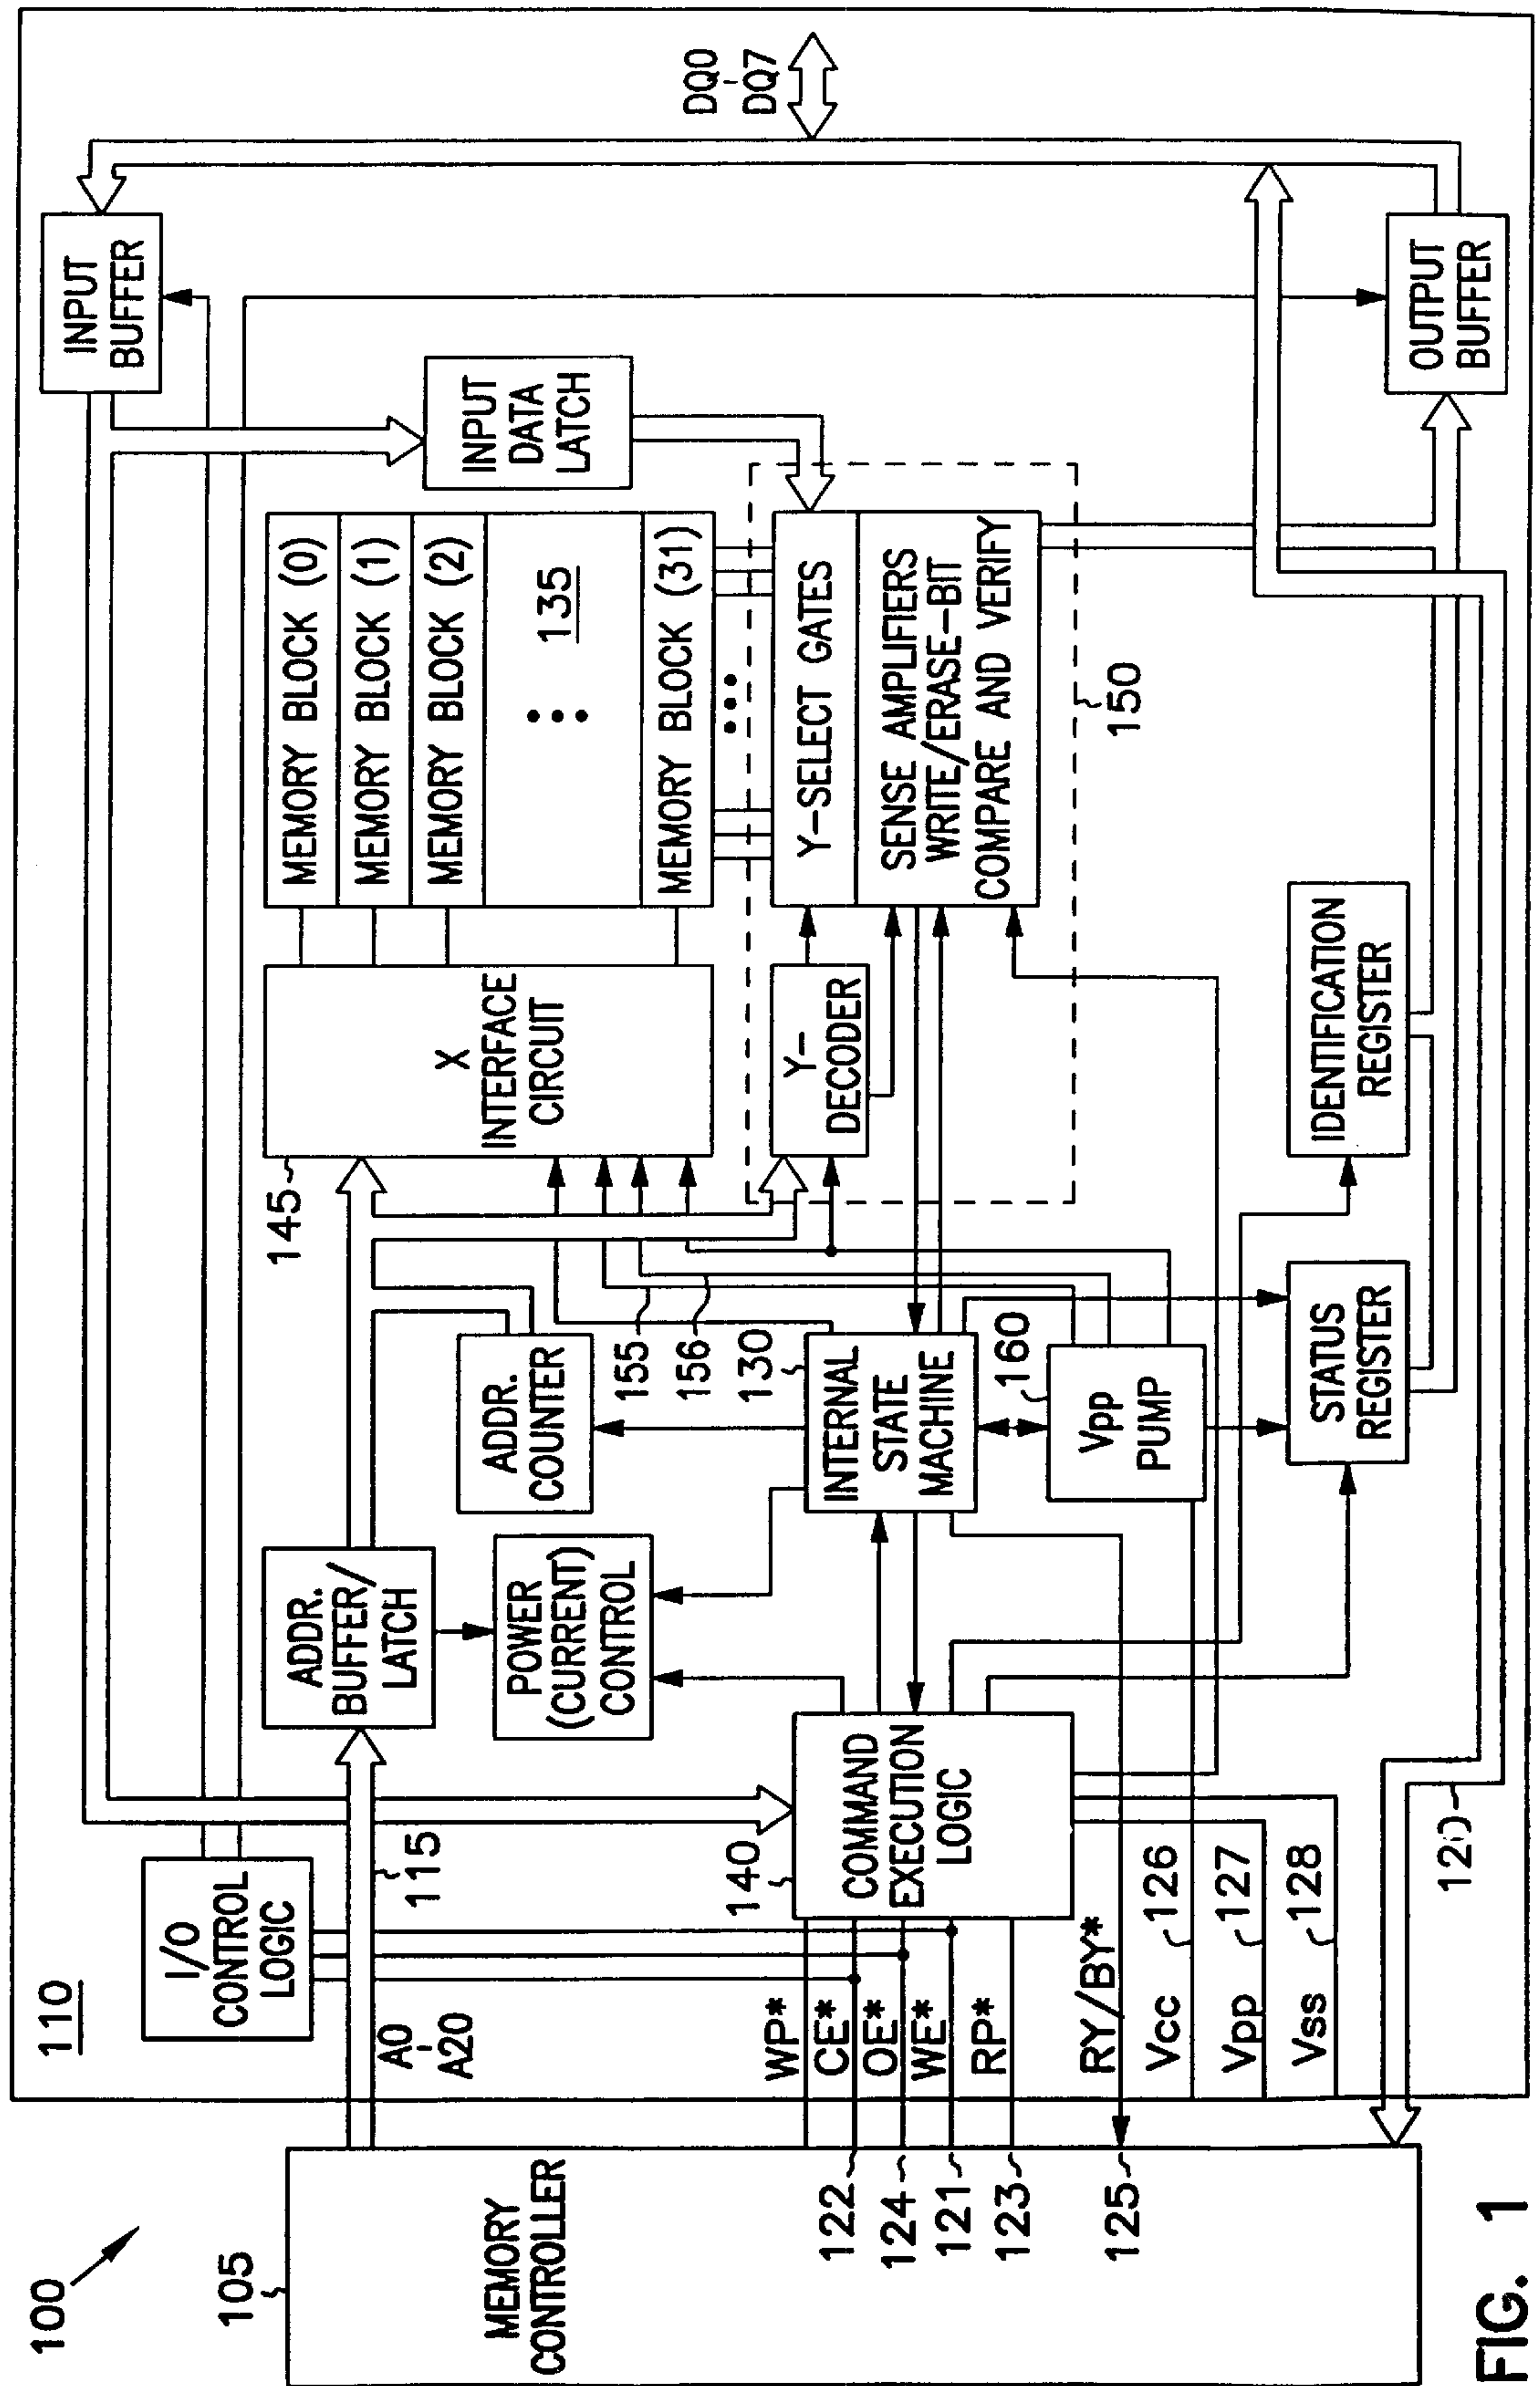 100
105
MEMORY
CONTROLLER
110
I/O
CONTROL
LOGIC
A0
A20
115
ADDR.
BUFFER/
LATCH
POWER
(CURRENT)
CONTROL
ADDR.
COUNTER
145
X
INTERFACE
CIRCUIT
MEMORY BLOCK (0)
MEMORY BLOCK (1)
MEMORY BLOCK (2)
135
MEMORY BLOCK (31)
INPUT
BUFFER
INPUT
DATA
LATCH
DQ0
DQ7
155
156
130
INTERNAL
STATE
MACHINE
Y-
DECODER
Y-SELECT GATES
SENSE AMPLIFIERS
WRITE/ERASE-BIT
COMPARE AND VERIFY
150
140
COMMAND
EXECUTION
LOGIC
WP*
CE*
OE*
WE*
RP*
RY/BY*
Vcc
Vpp
Vss
122
124
121
123
125
126
127
128
160
Vpp
PUMP
STATUS
REGISTER
IDENTIFICATION
REGISTER
OUTPUT
BUFFER
120
FIG. 1